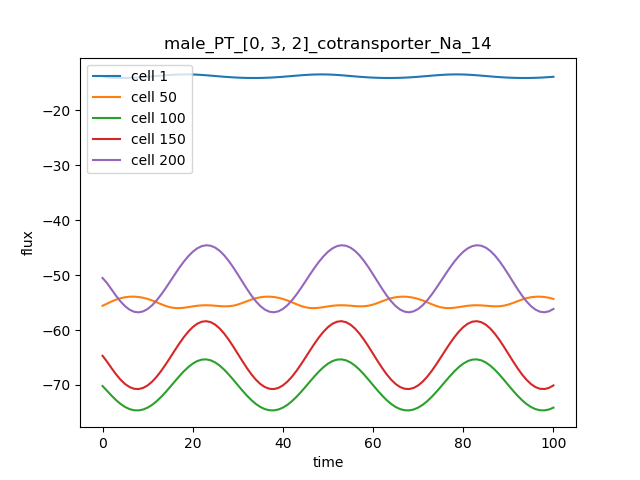 male_PT_[0, 3, 2]_cotransporter_Na_14
cell 1
cell 50
cell 100
cell 150
cell 200
flux
−20
−30
−40
−50
−60
−70
0 20 40 60 80 100
time